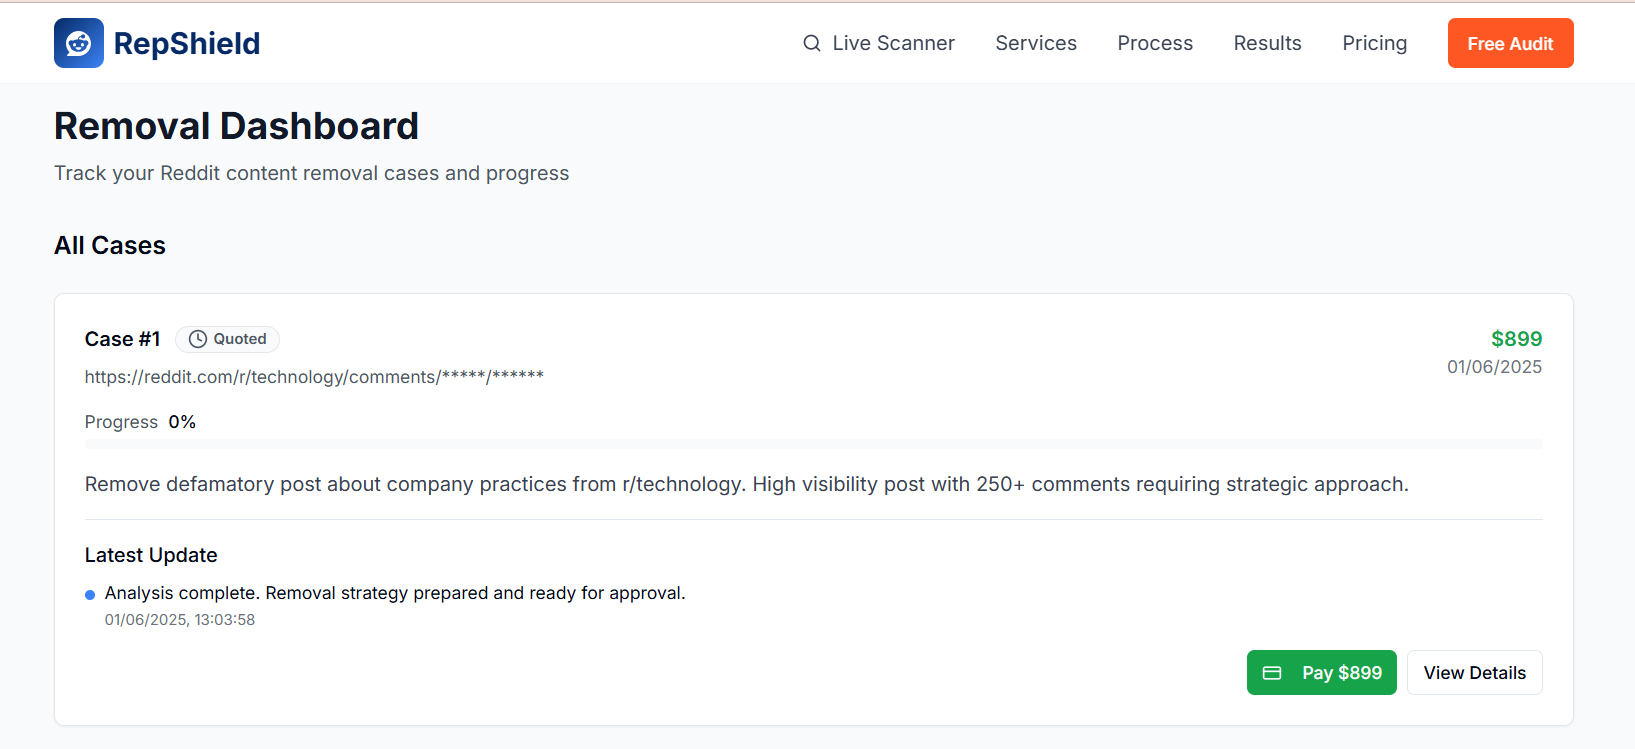 RepShield
Live Scanner
Services
Process
Results
Pricing
Free Audit
Removal Dashboard
Track your Reddit content removal cases and progress
All Cases
Case #1
Quoted
$899
https://reddit.com/r/technology/comments/*****/******
01/06/2025
Progress 0%
Remove defamatory post about company practices from r/technology. High visibility post with 250+ comments requiring strategic approach.
Latest Update
Analysis complete. Removal strategy prepared and ready for approval.
01/06/2025, 13:03:58
Pay $899
View Details